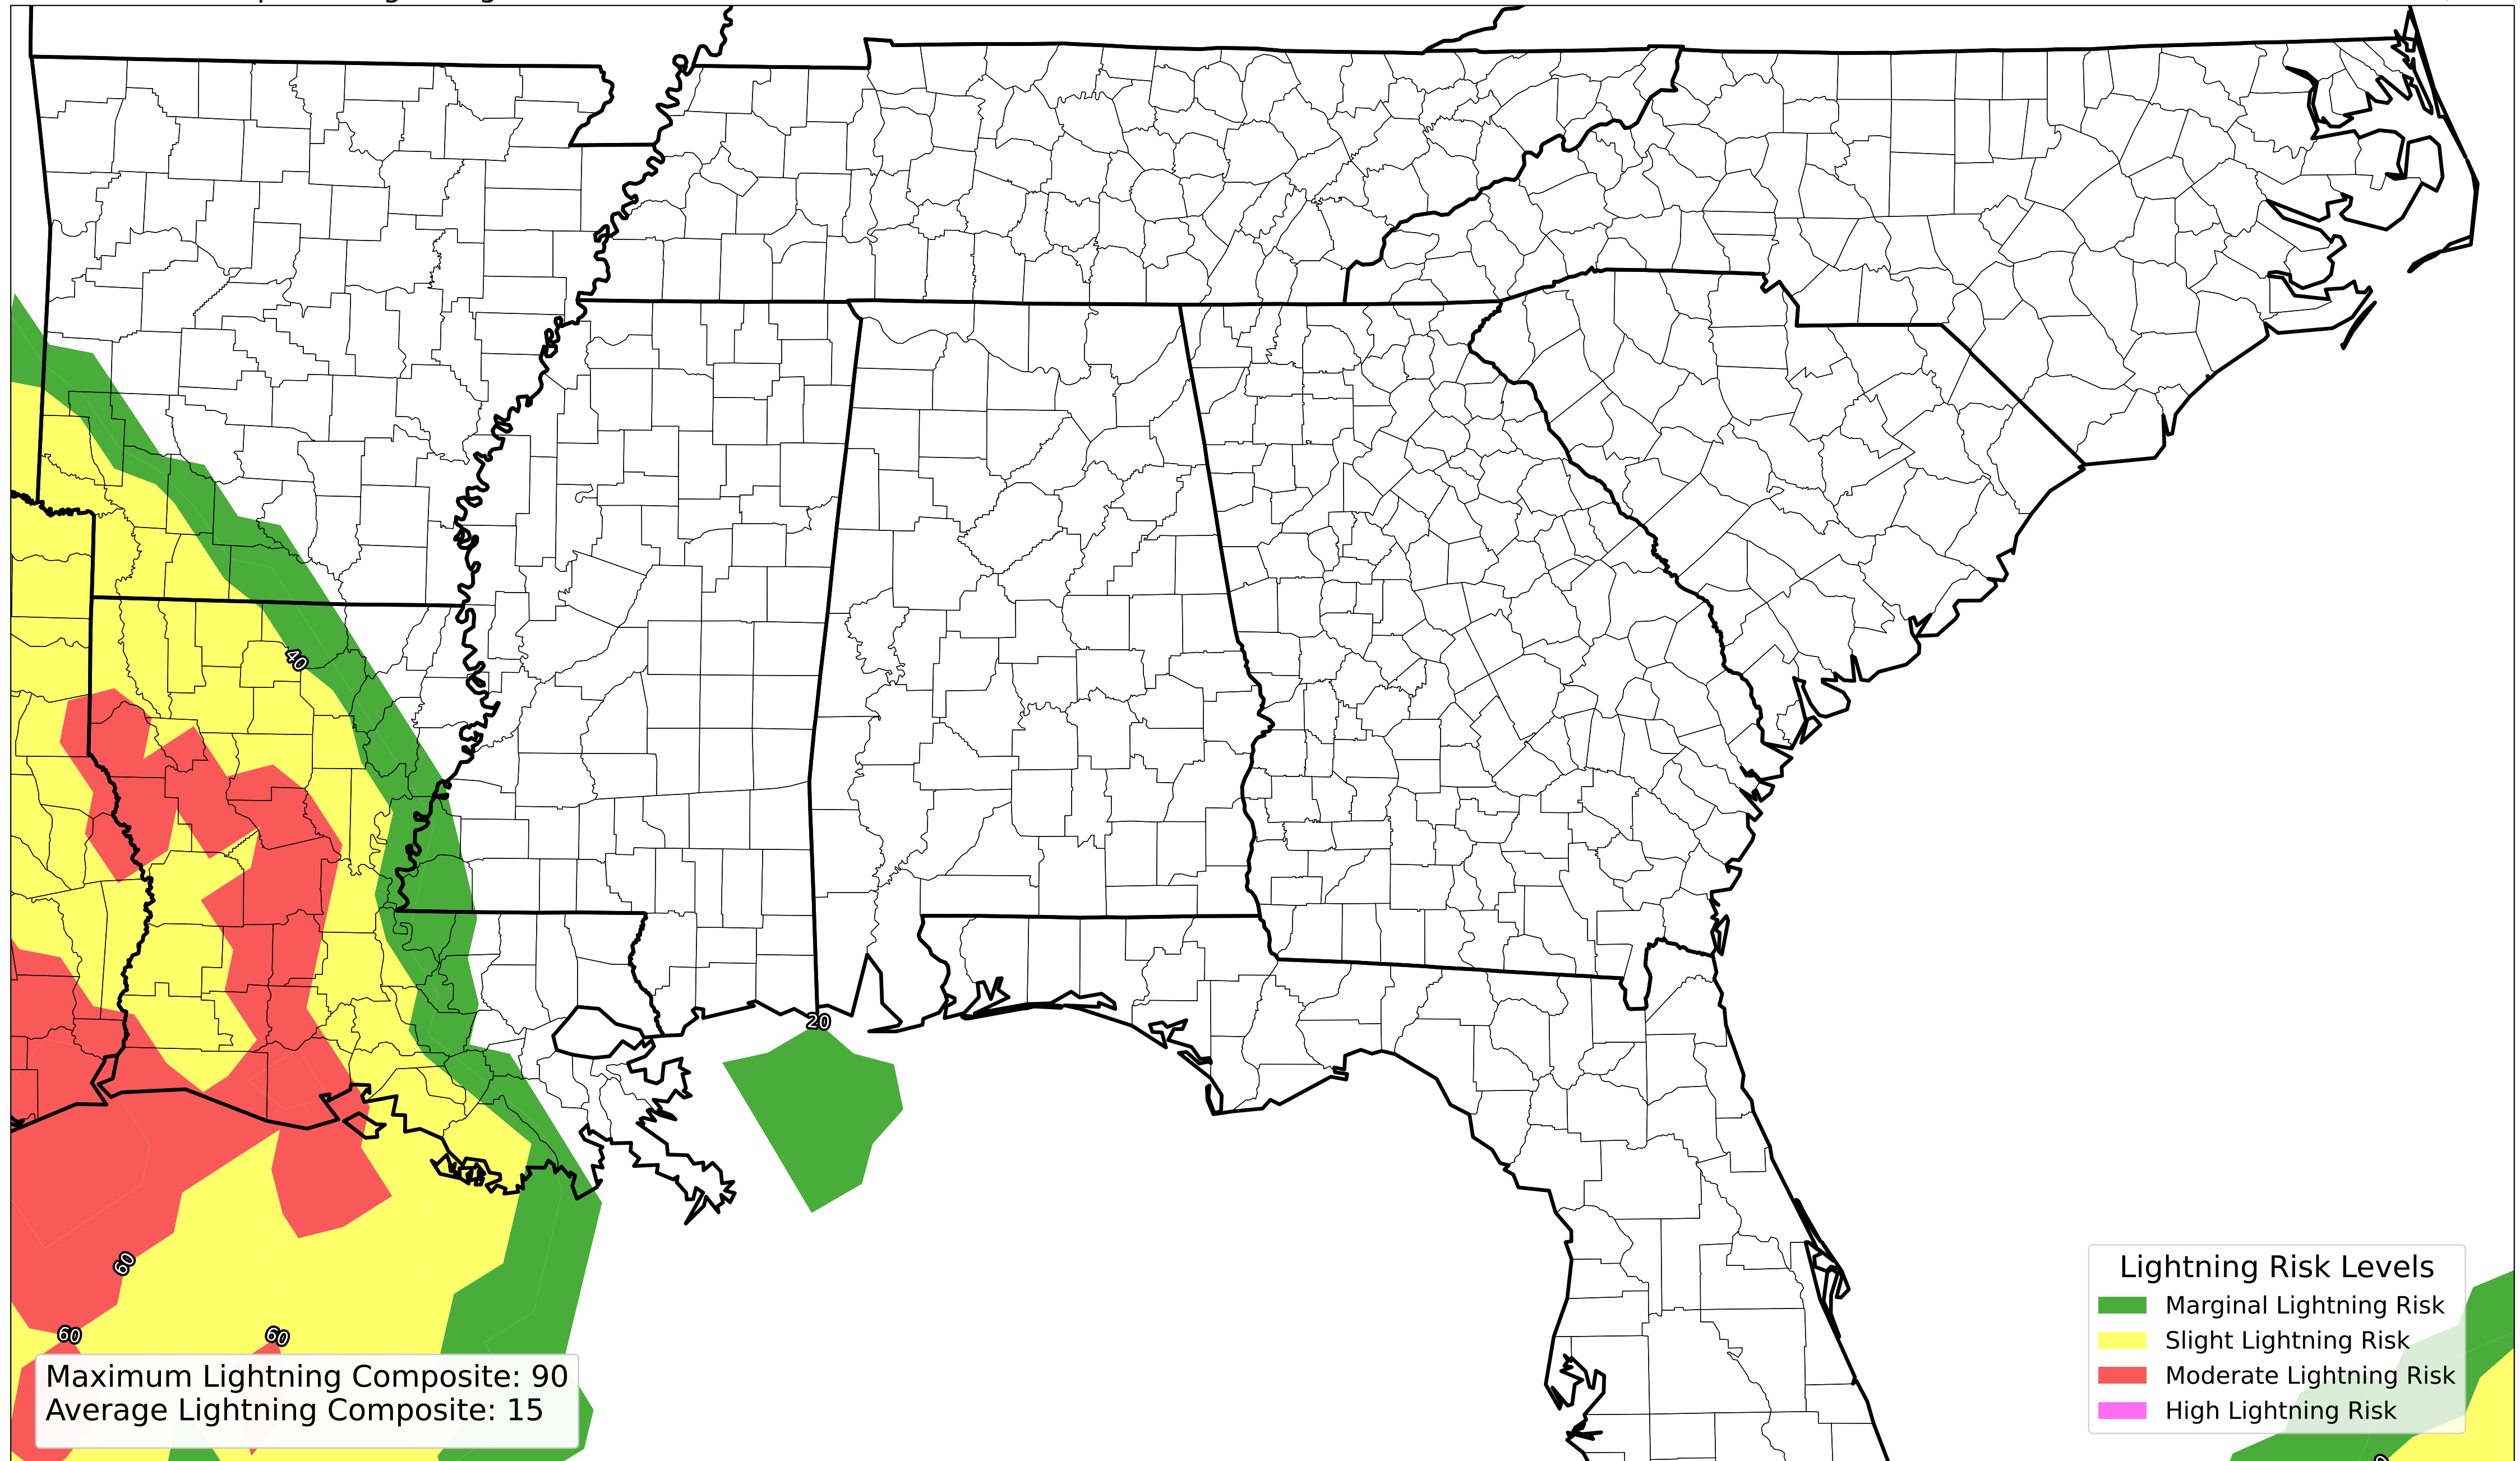 40
20
60
60
60
Maximum Lightning Composite: 90
Average Lightning Composite: 15
Lightning Risk Levels
Marginal Lightning Risk
Slight Lightning Risk
Moderate Lightning Risk
High Lightning Risk